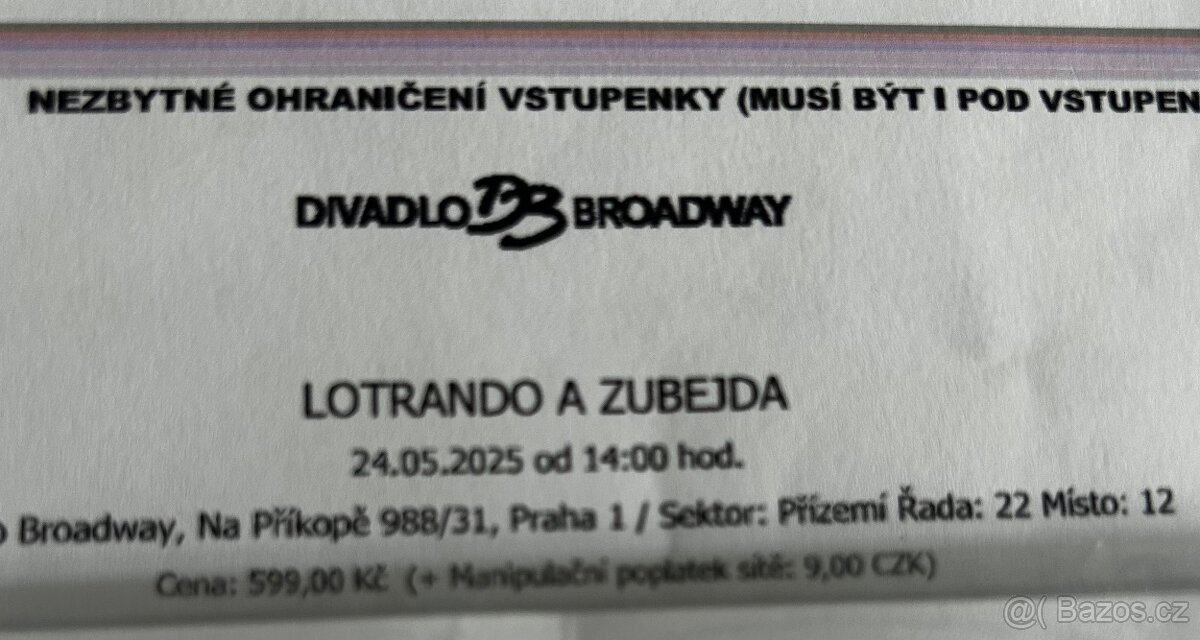 NEZBYTNÉ OHRANIČENÍ VSTUPENKY (MUSÍ BÝT I POD VSTUPEN
DIVADLO BROADWAY
LOTRANDO A ZUBEJDA
24.05.2025 od 14:00 hod.
o Broadway, Na Příkopě 988/31, Praha 1 / Sektor: Přízemí Řada: 22 Místo: 12
Cena: 599,00 Kč (+ Manipulační poplatek sítě: 9,00 CZK)
@( Bazos.cz